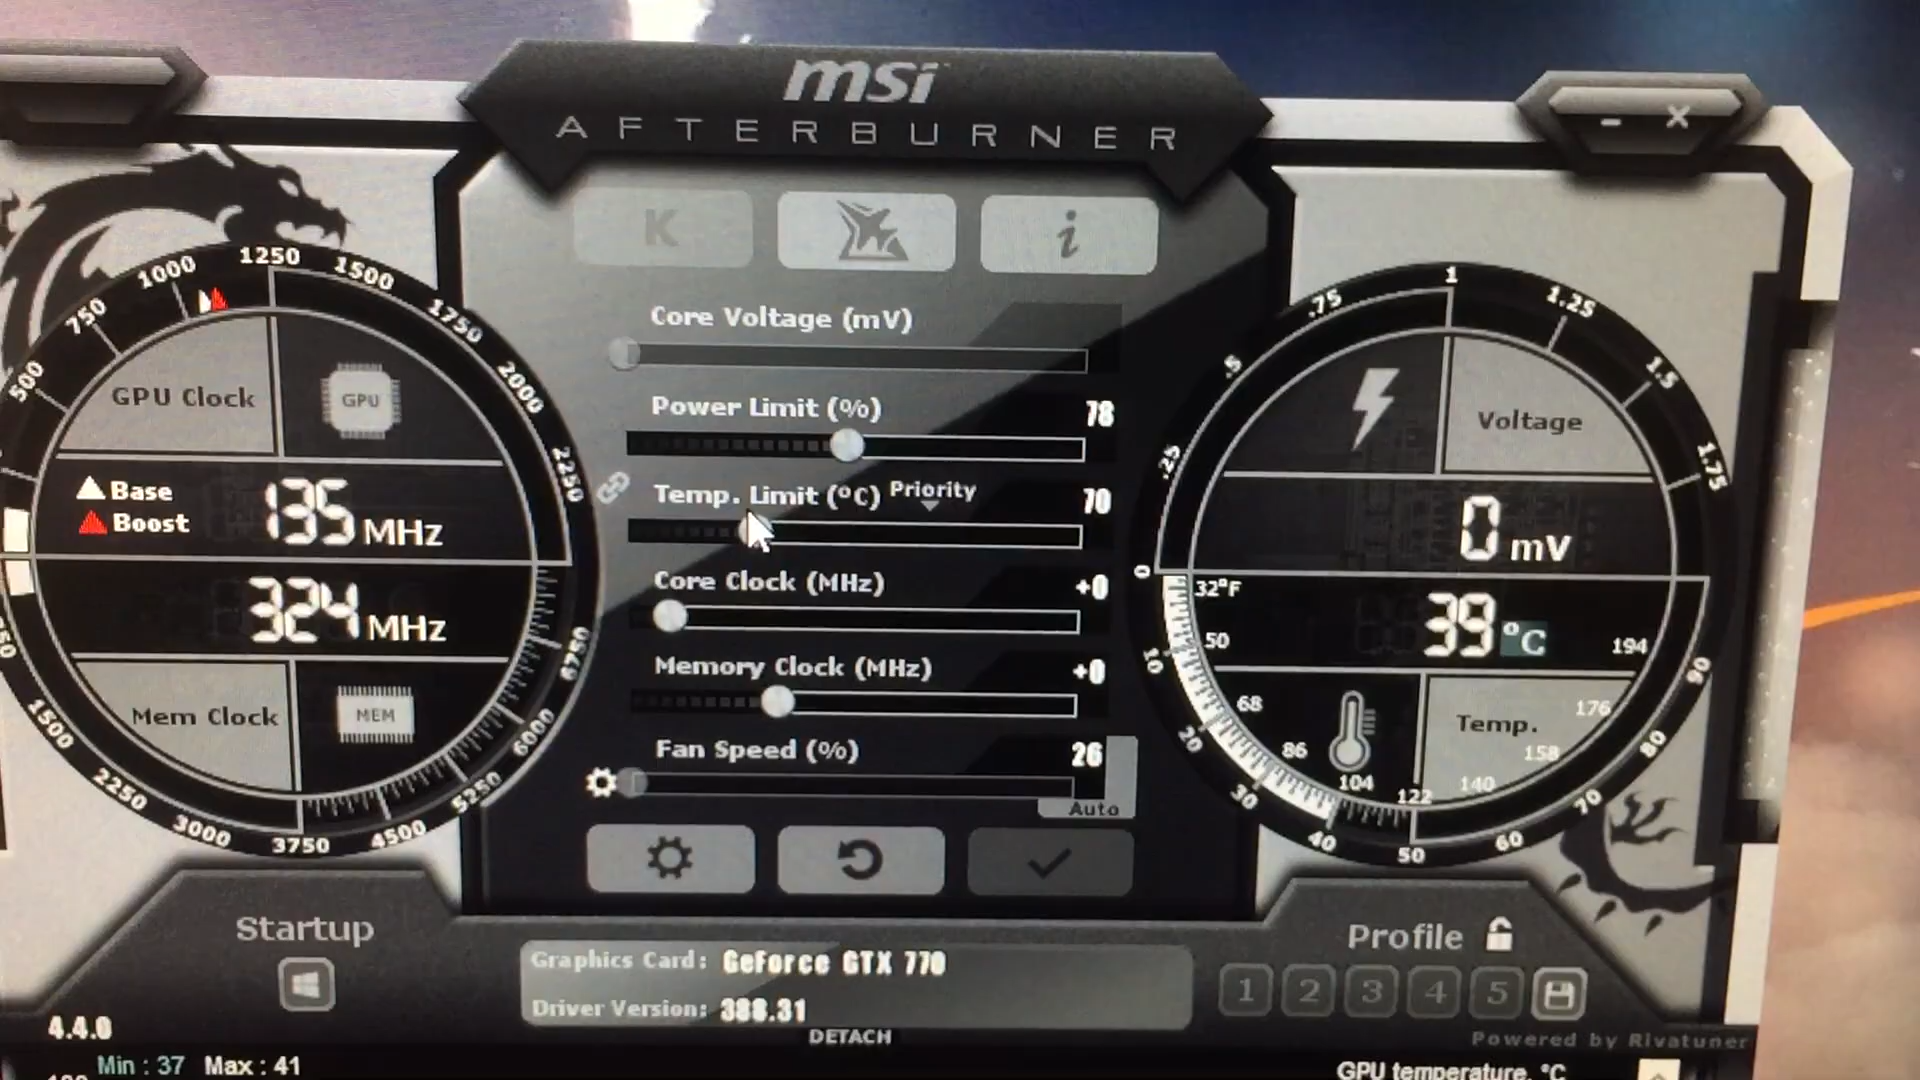 msi
AFTERBURNER
K
i
Core Voltage (mV)
Power Limit (%) 78
Temp. Limit (°C) Priority 70
Core Clock (MHz) +0
Memory Clock (MHz) +0
Fan Speed (%) 26
Auto
500 750 1000 1250 1500 1750 2000 2250
GPU Clock
GPU
Base
Boost
135 MHz
324 MHz
Mem Clock
MEM
1500 2250 3000 3750 4500 5250 6000 6750
.25 .5 .75 1 1.25 1.5 1.75
Voltage
0 mV
39 °C
32°F 50 68 86 104 122 140 158 176 194
Temp.
0 10 20 30 40 50 60 70 80 90
Startup
Graphics Card: GeForce GTX 770
Driver Version: 388.31
DETACH
Profile
1 2 3 4 5
4.4.0
Powered by Rivatuner
Min : 37 Max : 41
GPU temperature, °C